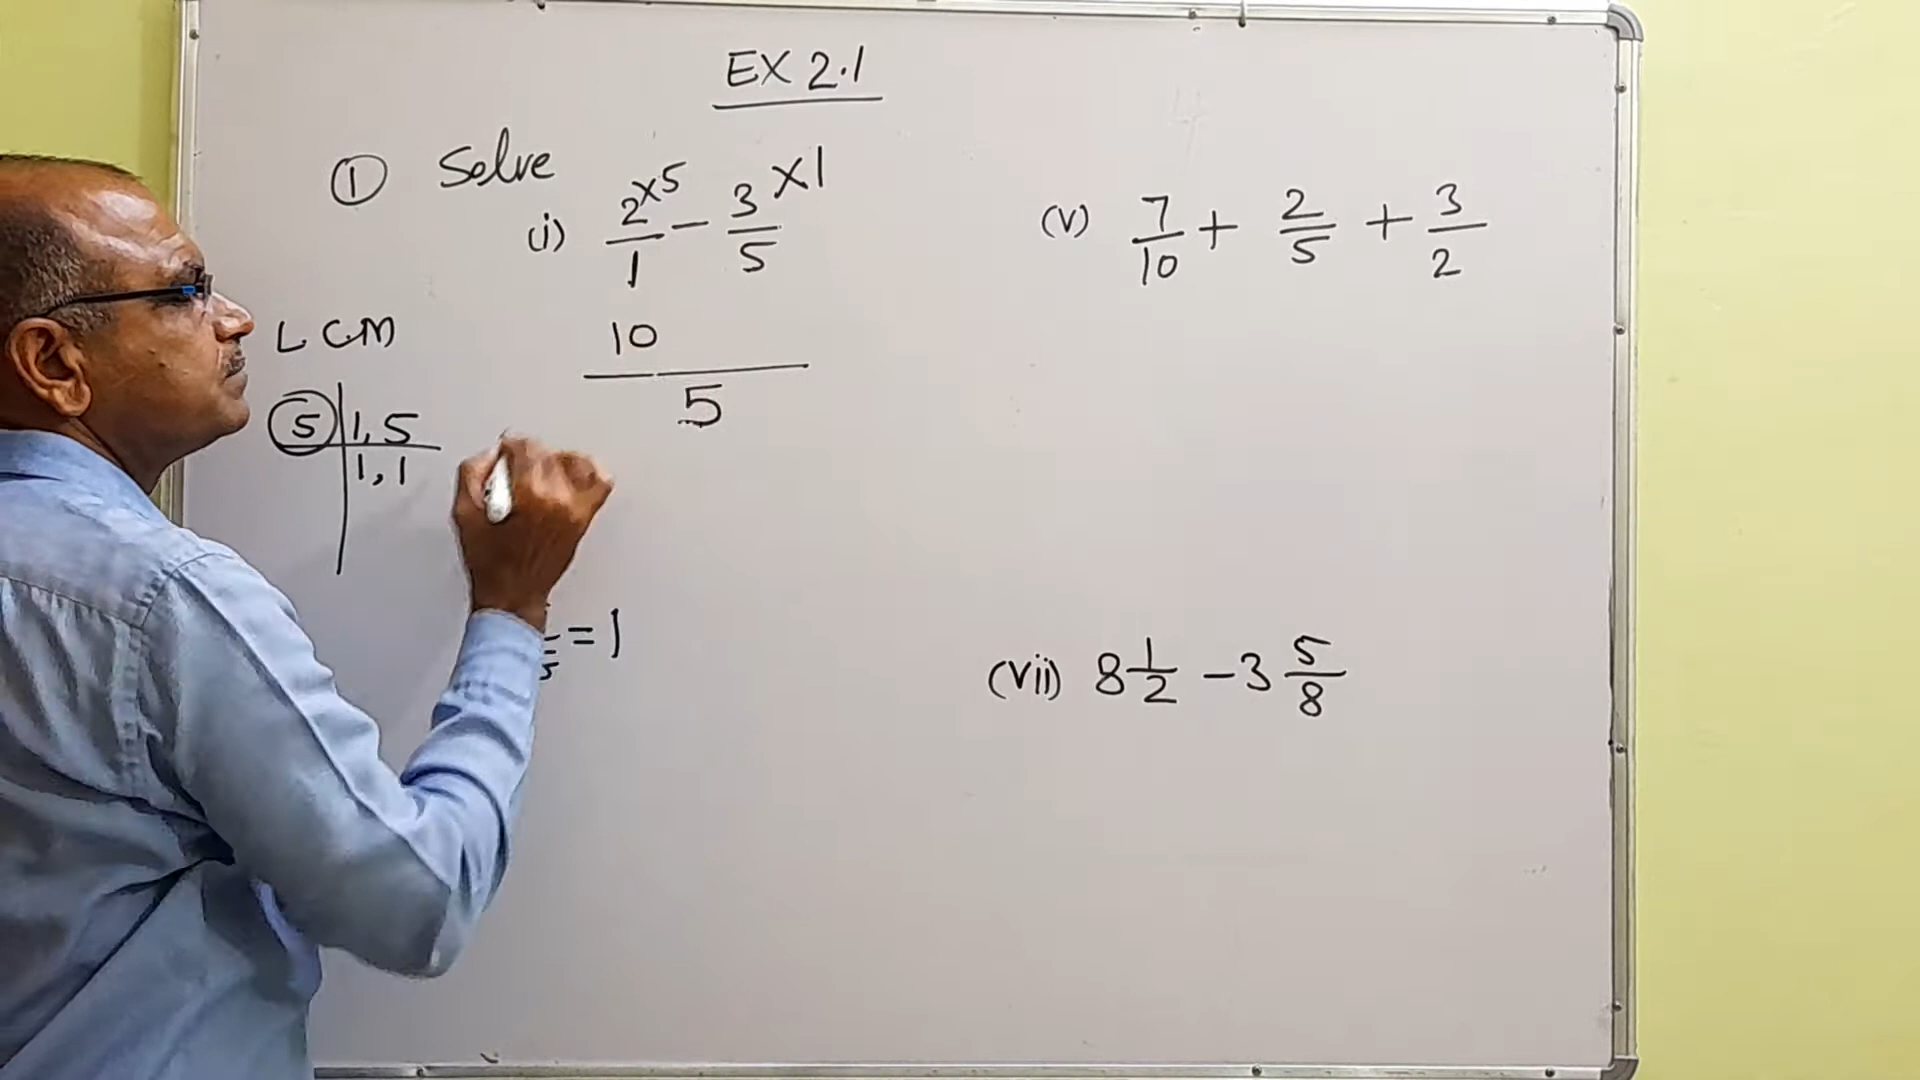 EX 2.1
① Solve
(i) 2/1 ×5 - 3/5 ×1
10
5
LCM
5 | 1, 5
1, 1
5 = 1
(v) 7/10 + 2/5 + 3/2
(vii) 8 1/2 - 3 5/8